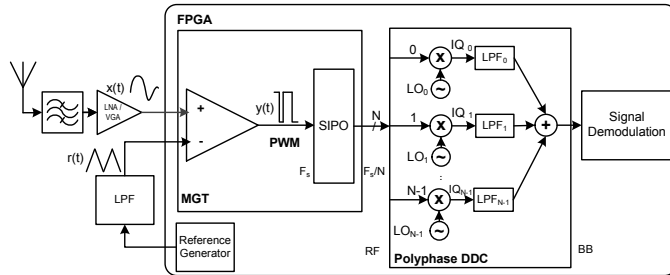 FPGA
x(t)
LNA /
VGA
+
-
y(t)
PWM
SIPO
F_s
N
F_s/N
MGT
r(t)
LPF
Reference
Generator
0
X
IQ_0
LPF_0
LO_0
~
1
X
IQ_1
LPF_1
LO_1
~
:
N-1
X
IQ_N-1
LPF_N-1
LO_N-1
~
+
RF
Polyphase DDC
BB
Signal
Demodulation